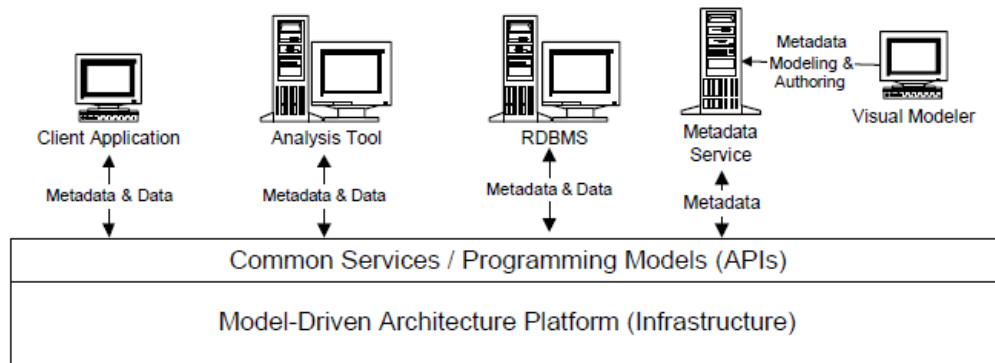 Metadata
Modeling &
Authoring
Client Application
Analysis Tool
RDBMS
Metadata
Service
Visual Modeler
Metadata & Data
Metadata & Data
Metadata & Data
Metadata
Common Services / Programming Models (APIs)
Model-Driven Architecture Platform (Infrastructure)